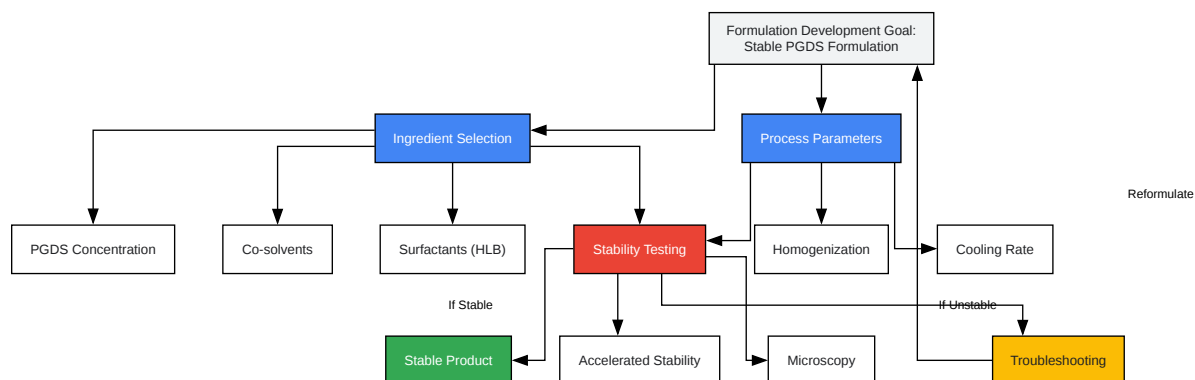 Formulation Development Goal:
Stable PGDS Formulation
Ingredient Selection
Process Parameters
Reformulate
PGDS Concentration
Co-solvents
Surfactants (HLB)
Stability Testing
Homogenization
Cooling Rate
If Stable
If Unstable
Stable Product
Accelerated Stability
Microscopy
Troubleshooting